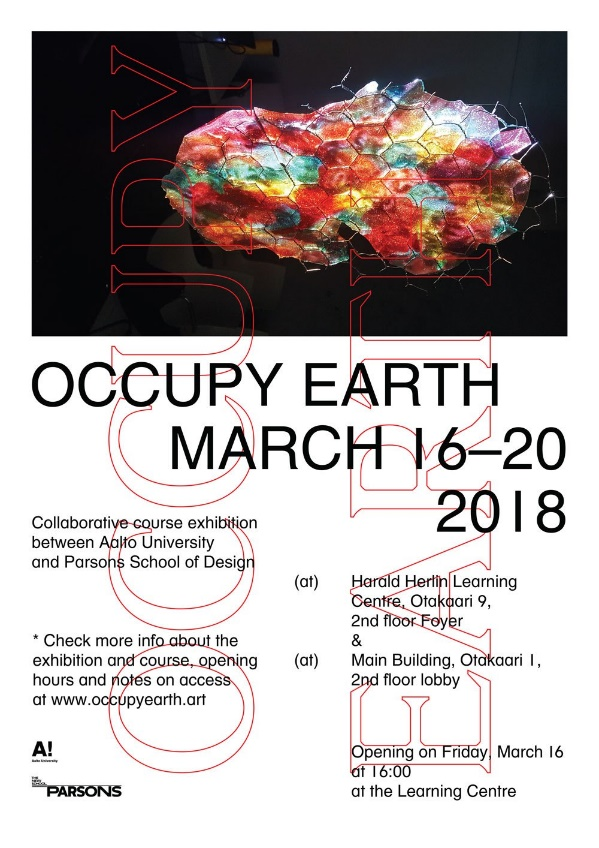 OCCUPY
EARTH
OCCUPY EARTH
MARCH 16–20
2018
Collaborative course exhibition
between Aalto University
and Parsons School of Design
(at) Harald Herlin Learning
Centre, Otakaari 9,
2nd floor Foyer
&
(at) Main Building, Otakaari 1,
2nd floor lobby
* Check more info about the
exhibition and course, opening
hours and notes on access
at www.occupyearth.art
Opening on Friday, March 16
at 16:00
at the Learning Centre
A!
Aalto University
THE
NEW
SCHOOL
PARSONS